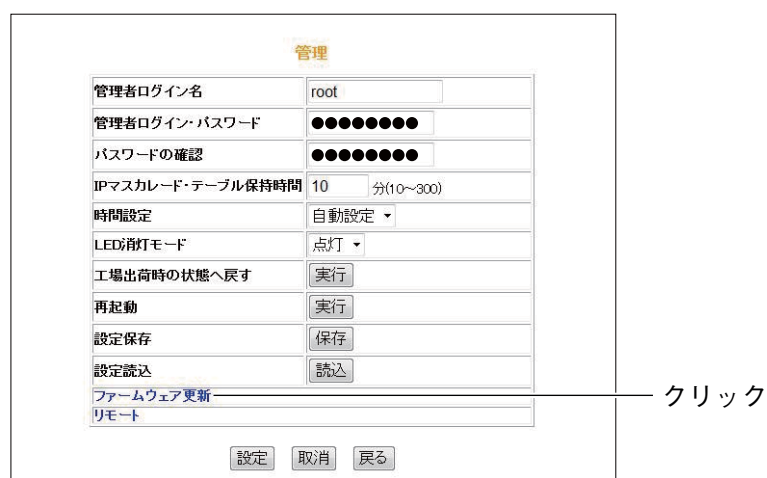 管理
管理者ログイン名 root
管理者ログイン・パスワード ●●●●●●●●
パスワードの確認 ●●●●●●●●
IPマスカレード・テーブル保持時間 10 分(10～300)
時間設定 自動設定
LED消灯モード 点灯
工場出荷時の状態へ戻す 実行
再起動 実行
設定保存 保存
設定読込 読込
ファームウェア更新 クリック
リモート
設定 取消 戻る